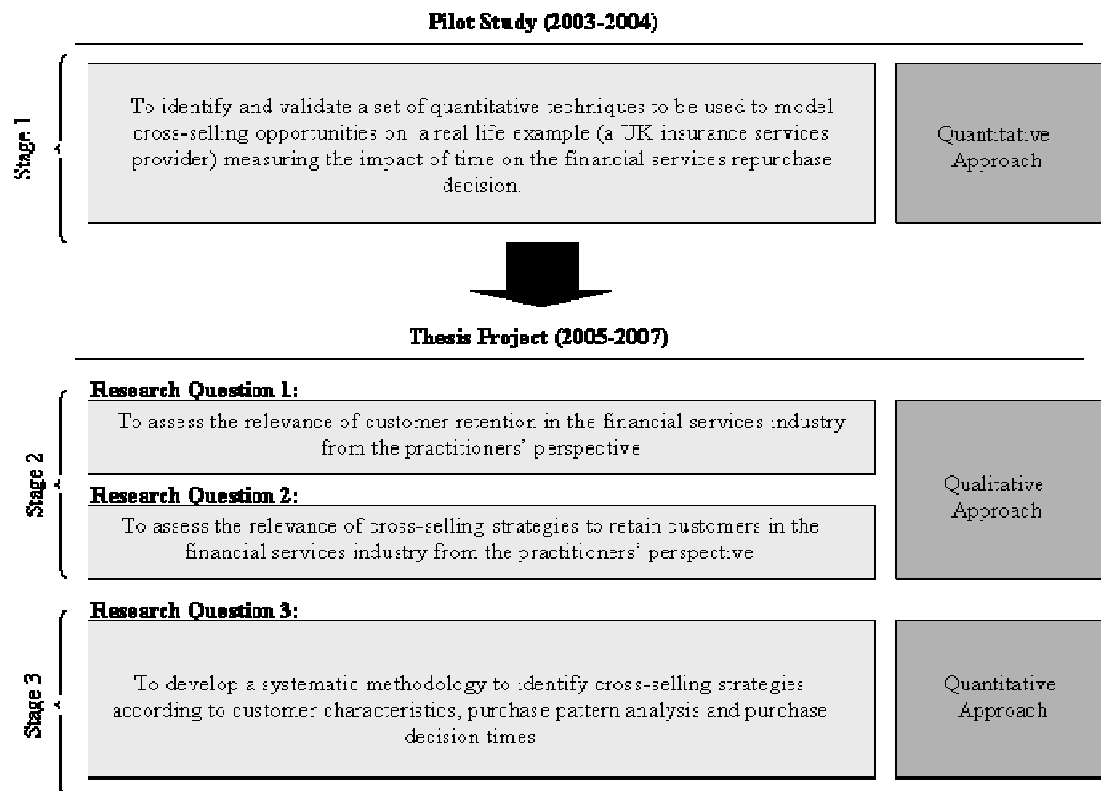 Pilot Study (2003-2004)
Stage 1
To identify and validate a set of quantitative techniques to be used to model
cross-selling opportunities on a real life example (a UK insurance services
provider) measuring the impact of time on the financial services repurchase
decision.
Quantitative
Approach
Thesis Project (2005-2007)
Stage 2
Research Question 1:
To assess the relevance of customer retention in the financial services industry
from the practitioners' perspective
Research Question 2:
To assess the relevance of cross-selling strategies to retain customers in the
financial services industry from the practitioners' perspective
Qualitative
Approach
Stage 3
Research Question 3:
To develop a systematic methodology to identify cross-selling strategies
according to customer characteristics, purchase pattern analysis and purchase
decision times
Quantitative
Approach